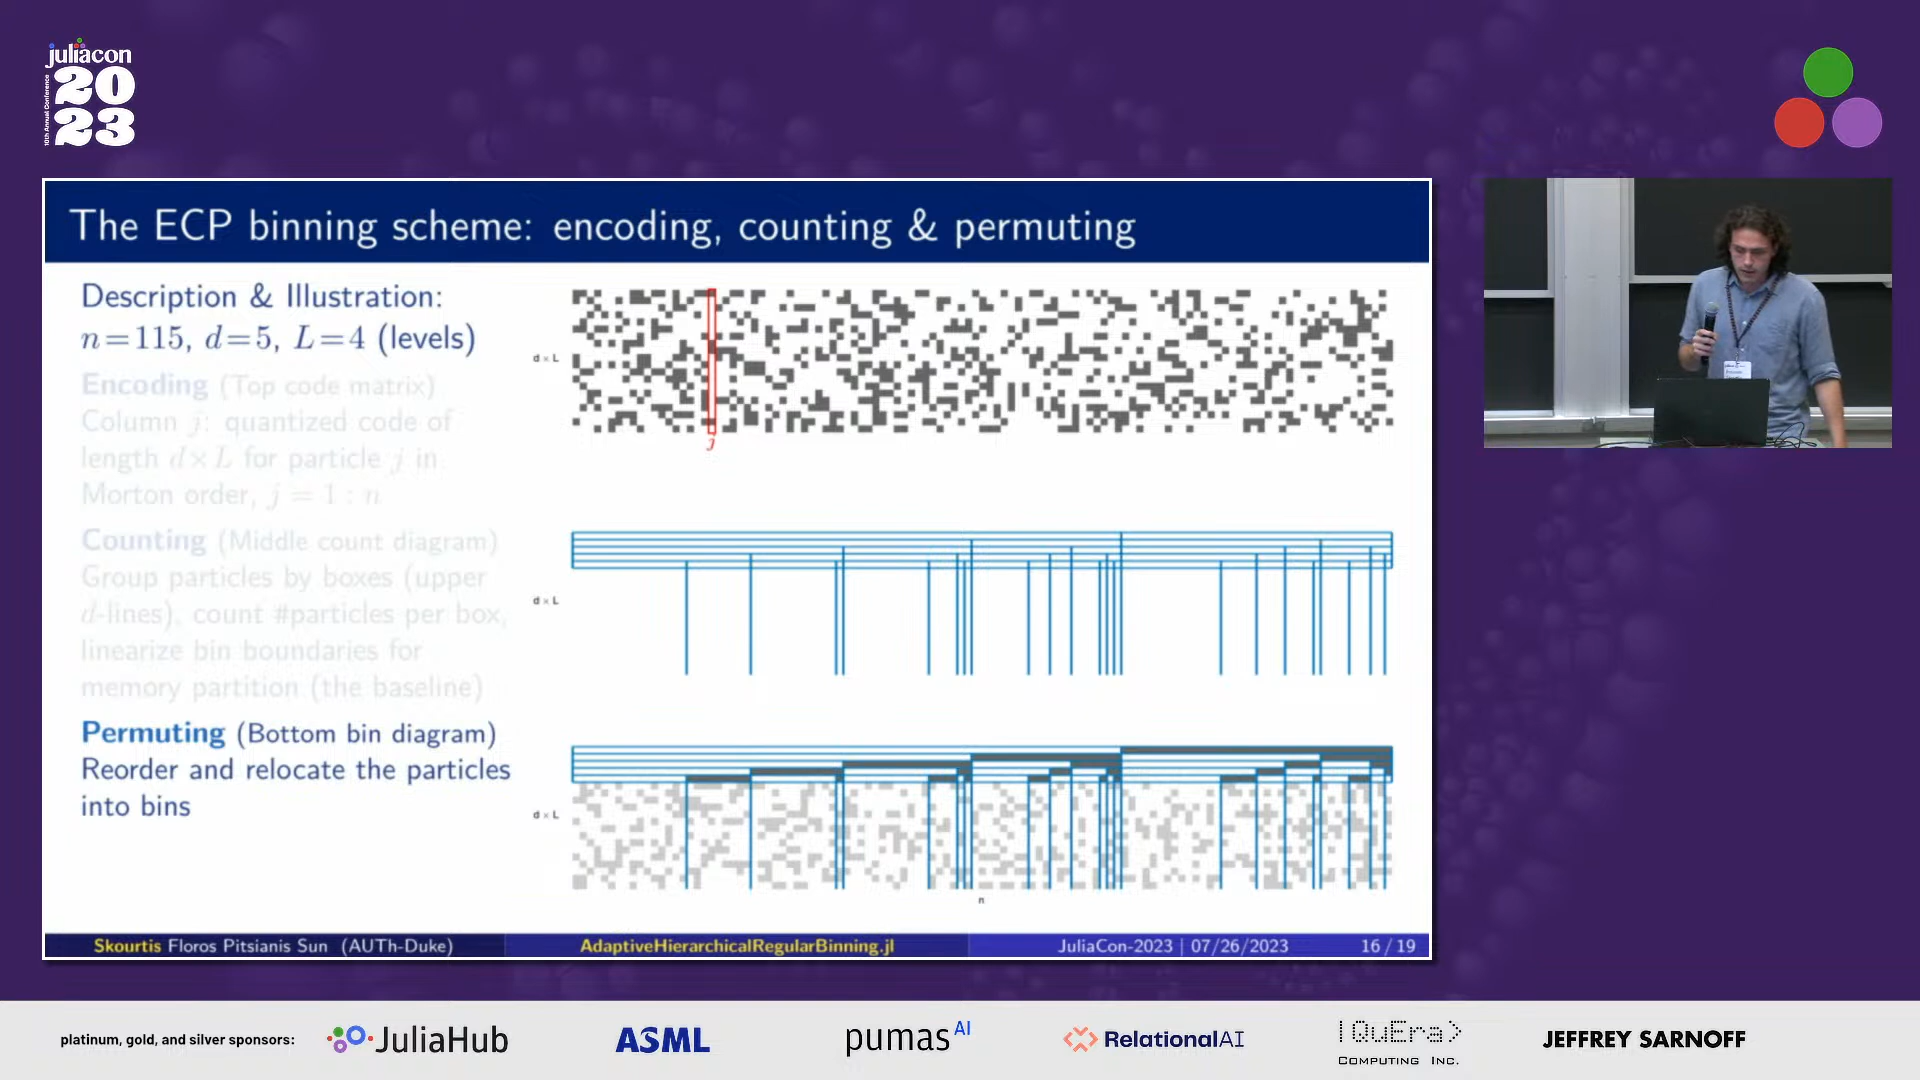 juliacon
10th Annual Conference
20
23
The ECP binning scheme: encoding, counting & permuting
Description & Illustration:
n=115, d=5, L=4 (levels)
Encoding (Top code matrix)
Column j: quantized code of
length d×L for particle j in
Morton order, j = 1 : n
Counting (Middle count diagram)
Group particles by boxes (upper
d-lines), count #particles per box,
linearize bin boundaries for
memory partition (the baseline)
Permuting (Bottom bin diagram)
Reorder and relocate the particles
into bins
d×L
j
d×L
d×L
n
Skourtis Floros Pitsianis Sun (AUTh-Duke)
AdaptiveHierarchicalRegularBinning.jl
JuliaCon-2023 | 07/26/2023
16 / 19
platinum, gold, and silver sponsors:
JuliaHub
ASML
pumasAI
RelationalAI
|QuEra>
COMPUTING INC.
JEFFREY SARNOFF